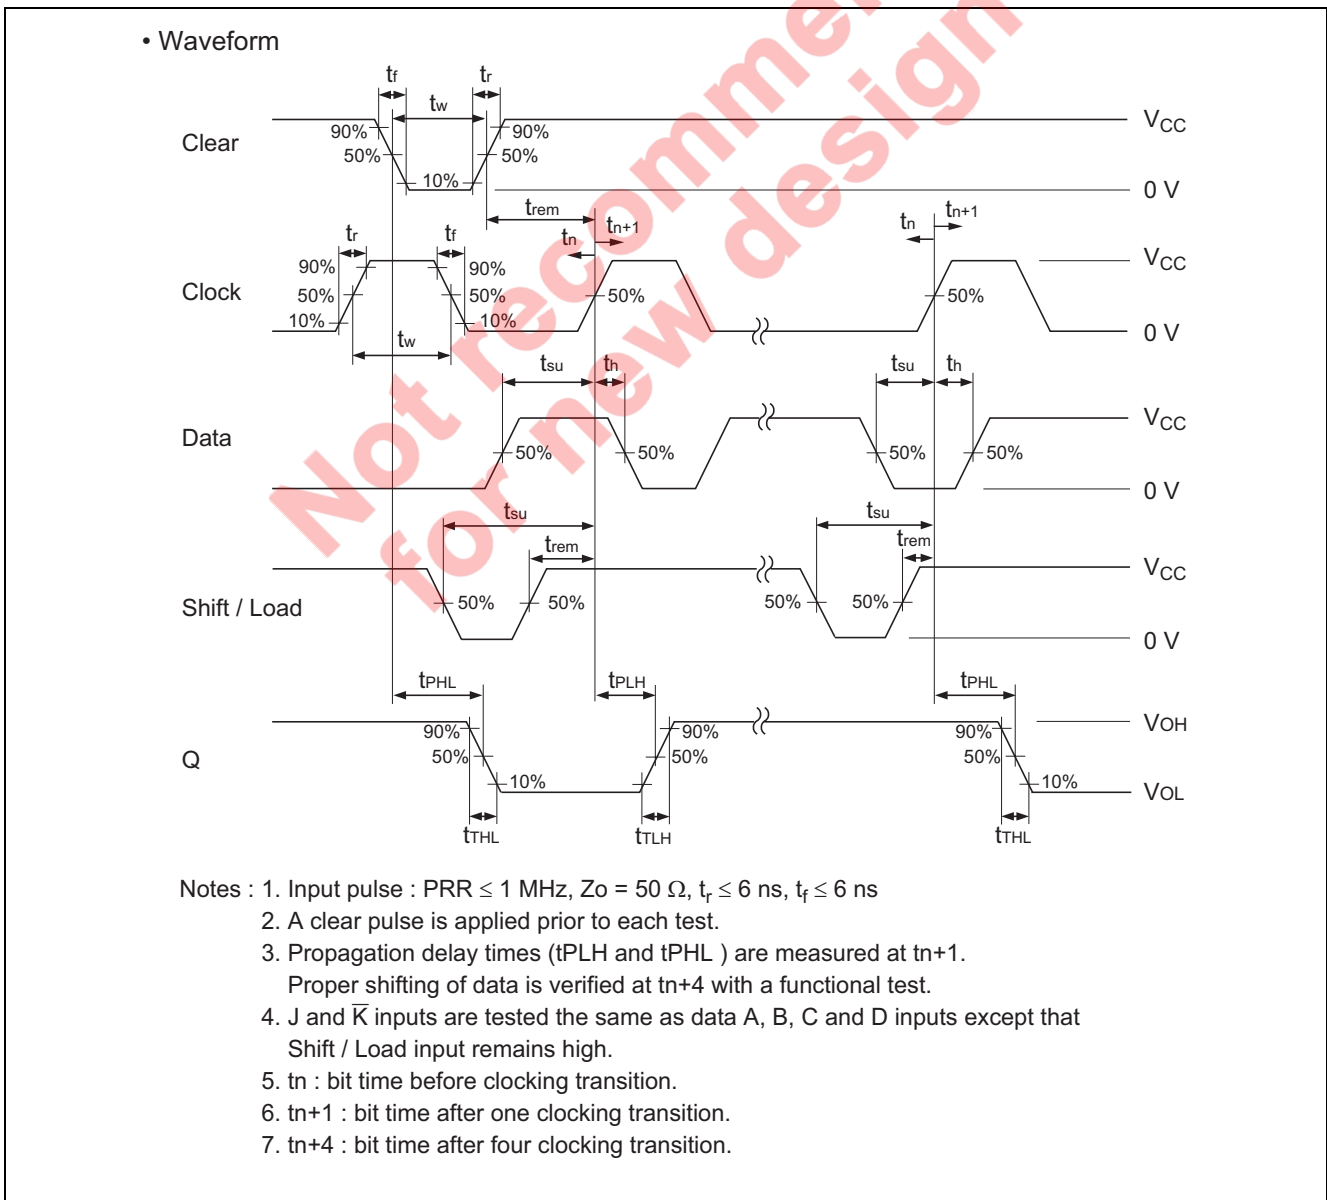 • Waveform
tf tr
tw
Clear 90% 90% VCC
50% 50%
10% 0 V
trem
tn tn+1 tn tn+1
tr tf
Clock 90% 90% VCC
50% 50% 50% 50%
10% 10% 0 V
tw
tsu th tsu th
Data VCC
50% 50% 50% 50%
0 V
tsu tsu
trem trem
VCC
Shift / Load 50% 50% 50% 50%
0 V
tPHL tPLH tPHL
Q 90% 90% 90% VOH
50% 50% 50%
10% 10% VOL
tTHL tTLH tTHL
Notes : 1. Input pulse : PRR ≤ 1 MHz, Zo = 50 Ω, tr ≤ 6 ns, tf ≤ 6 ns
2. A clear pulse is applied prior to each test.
3. Propagation delay times (tPLH and tPHL ) are measured at tn+1.
Proper shifting of data is verified at tn+4 with a functional test.
4. J and K̅ inputs are tested the same as data A, B, C and D inputs except that
Shift / Load input remains high.
5. tn : bit time before clocking transition.
6. tn+1 : bit time after one clocking transition.
7. tn+4 : bit time after four clocking transition.
Not recomme
for new design